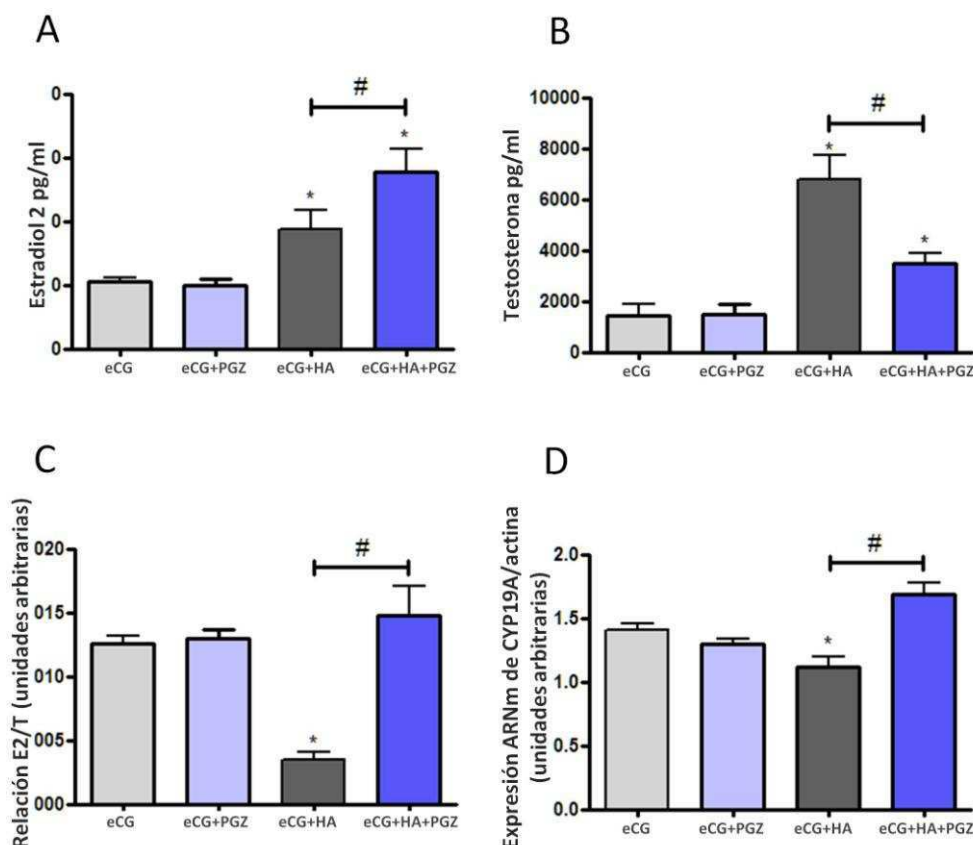 A
Estradiol 2 pg/ml
0
0
0
0
0
#
*
*
eCG
eCG+PGZ
eCG+HA
eCG+HA+PGZ
B
Testosterona pg/ml
10000
8000
6000
4000
2000
0
#
*
*
eCG
eCG+PGZ
eCG+HA
eCG+HA+PGZ
C
Relación E2/T (unidades arbitrarias)
020
015
010
005
000
#
*
eCG
eCG+PGZ
eCG+HA
eCG+HA+PGZ
D
Expresión ARNm de CYP19A/actina
(unidades arbitrarias)
2.0
1.5
1.0
0.5
0.0
#
*
eCG
eCG+PGZ
eCG+HA
eCG+HA+PGZ